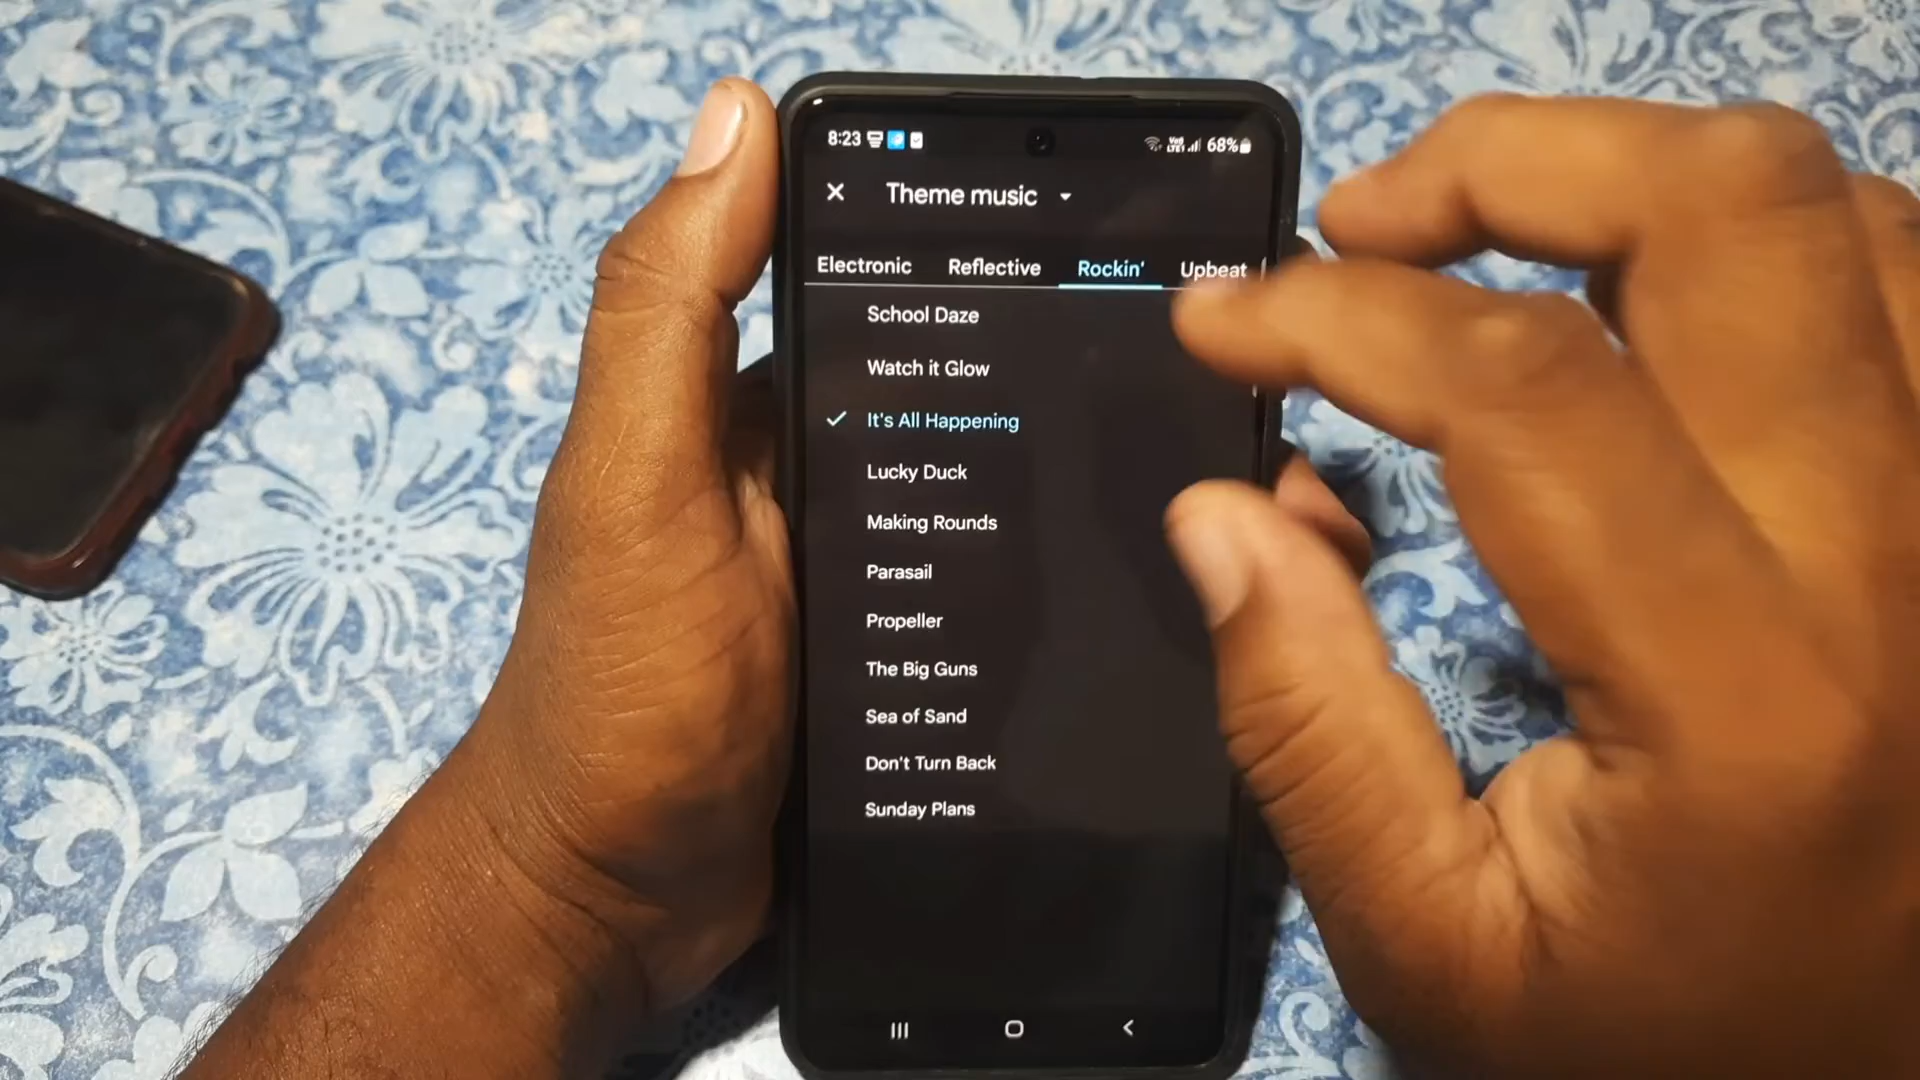 8:23 68%
Theme music
Electronic Reflective Rockin' Upbeat
School Daze
Watch it Glow
It's All Happening
Lucky Duck
Making Rounds
Parasail
Propeller
The Big Guns
Sea of Sand
Don't Turn Back
Sunday Plans